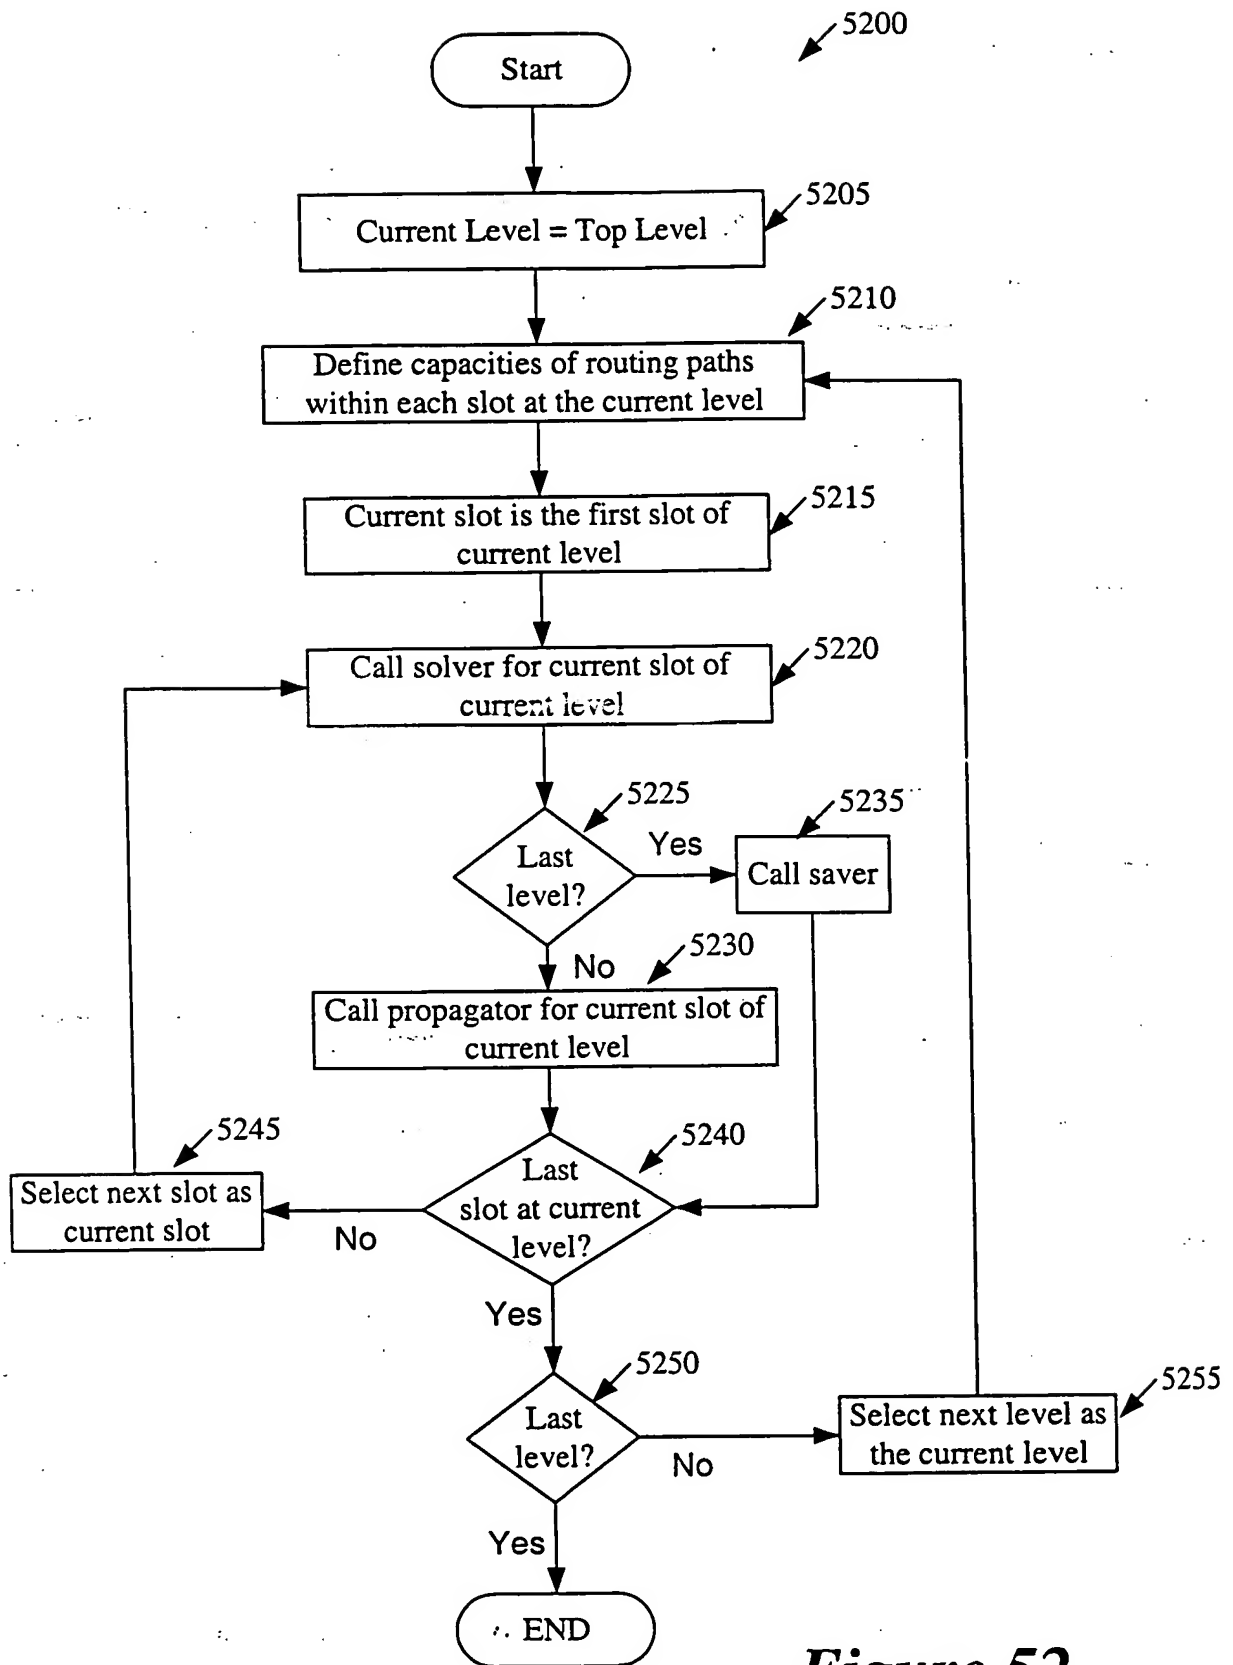 5200
Start
5205
Current Level = Top Level
5210
Define capacities of routing paths
within each slot at the current level
5215
Current slot is the first slot of
current level
5220
Call solver for current slot of
current level
5225
Last
level?
Yes
5235
Call saver
No
5230
Call propagator for current slot of
current level
5245
Select next slot as
current slot
No
5240
Last
slot at current
level?
Yes
5250
Last
level?
No
5255
Select next level as
the current level
Yes
END
Figure 52